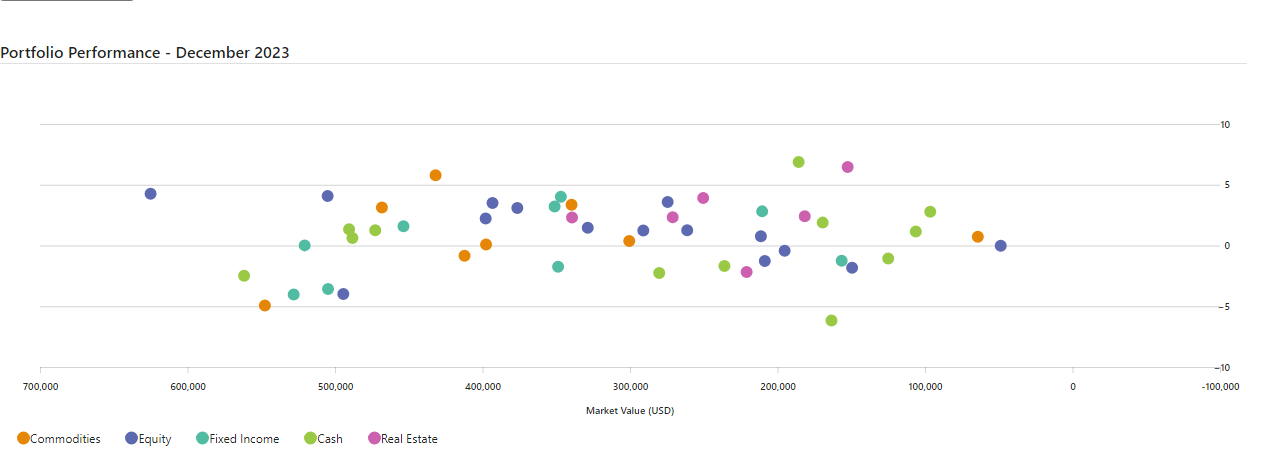 Portfolio Performance - December 2023
10
5
0
−5
−10
700,000 600,000 500,000 400,000 300,000 200,000 100,000 0 -100,000
Market Value (USD)
Commodities Equity Fixed Income Cash Real Estate